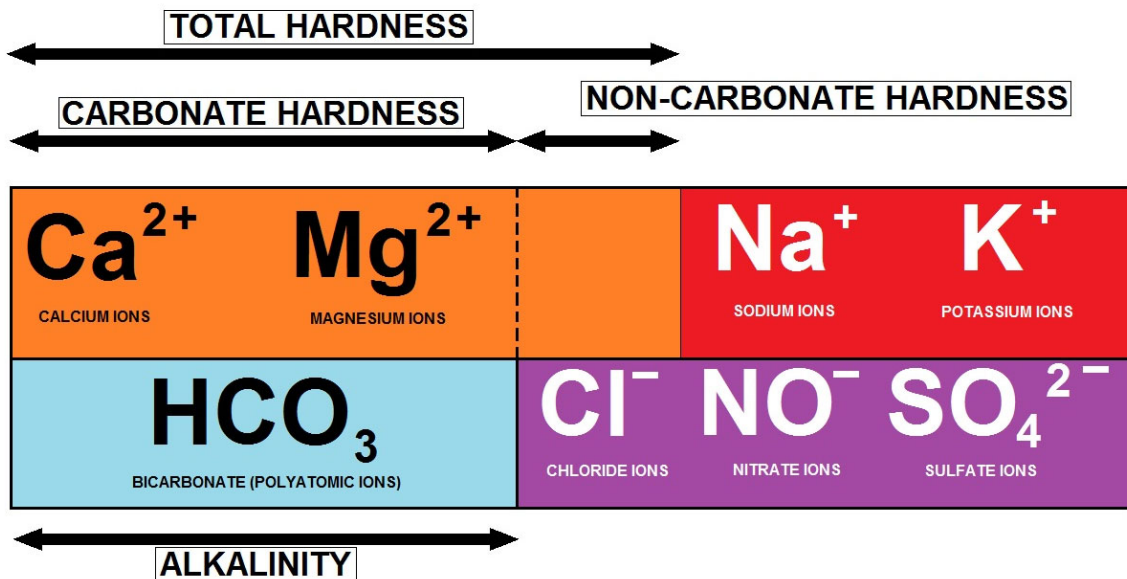 TOTAL HARDNESS
CARBONATE HARDNESS
NON-CARBONATE HARDNESS
Ca²⁺ Mg²⁺ Na⁺ K⁺
CALCIUM IONS MAGNESIUM IONS SODIUM IONS POTASSIUM IONS
HCO₃ Cl⁻ NO⁻ SO₄²⁻
BICARBONATE (POLYATOMIC IONS) CHLORIDE IONS NITRATE IONS SULFATE IONS
ALKALINITY